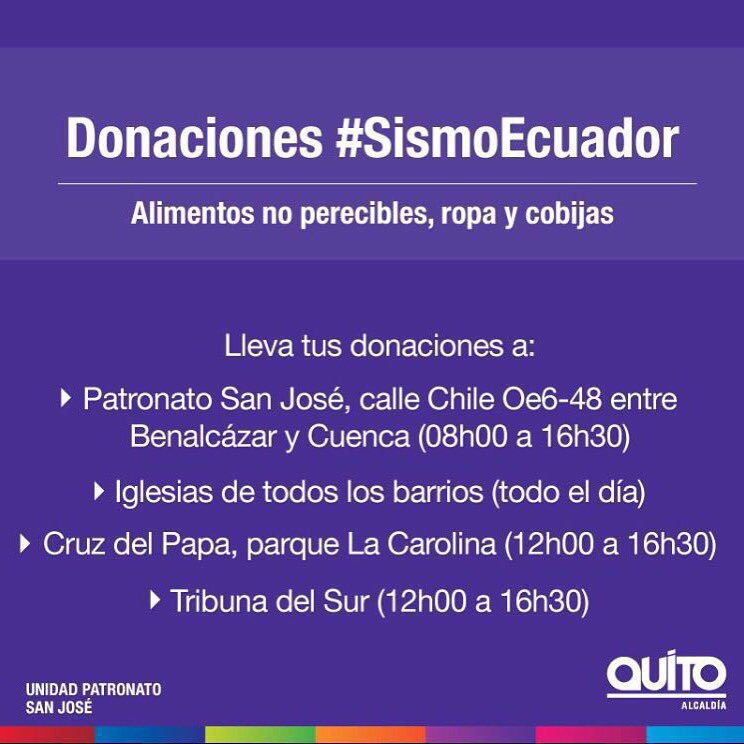 Donaciones #SismoEcuador
Alimentos no perecibles, ropa y cobijas
Lleva tus donaciones a:
Patronato San José, calle Chile Oe6-48 entre
Benalcázar y Cuenca (08h00 a 16h30)
Iglesias de todos los barrios (todo el día)
Cruz del Papa, parque La Carolina (12h00 a 16h30)
Tribuna del Sur (12h00 a 16h30)
UNIDAD PATRONATO
SAN JOSÉ
QUITO
ALCALDÍA